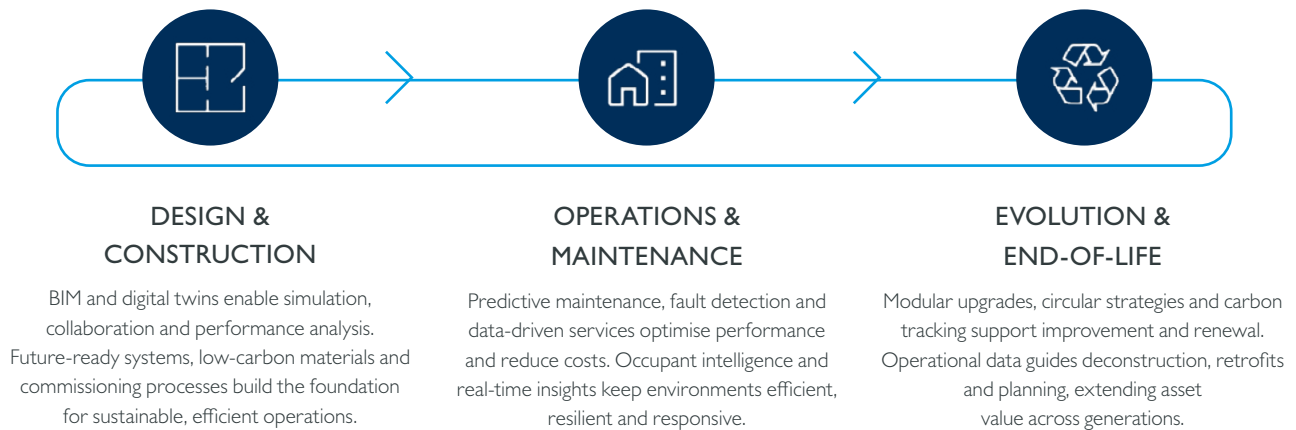 DESIGN &
CONSTRUCTION
BIM and digital twins enable simulation,
collaboration and performance analysis.
Future-ready systems, low-carbon materials and
commissioning processes build the foundation
for sustainable, efficient operations.
OPERATIONS &
MAINTENANCE
Predictive maintenance, fault detection and
data-driven services optimise performance
and reduce costs. Occupant intelligence and
real-time insights keep environments efficient,
resilient and responsive.
EVOLUTION &
END-OF-LIFE
Modular upgrades, circular strategies and carbon
tracking support improvement and renewal.
Operational data guides deconstruction, retrofits
and planning, extending asset
value across generations.